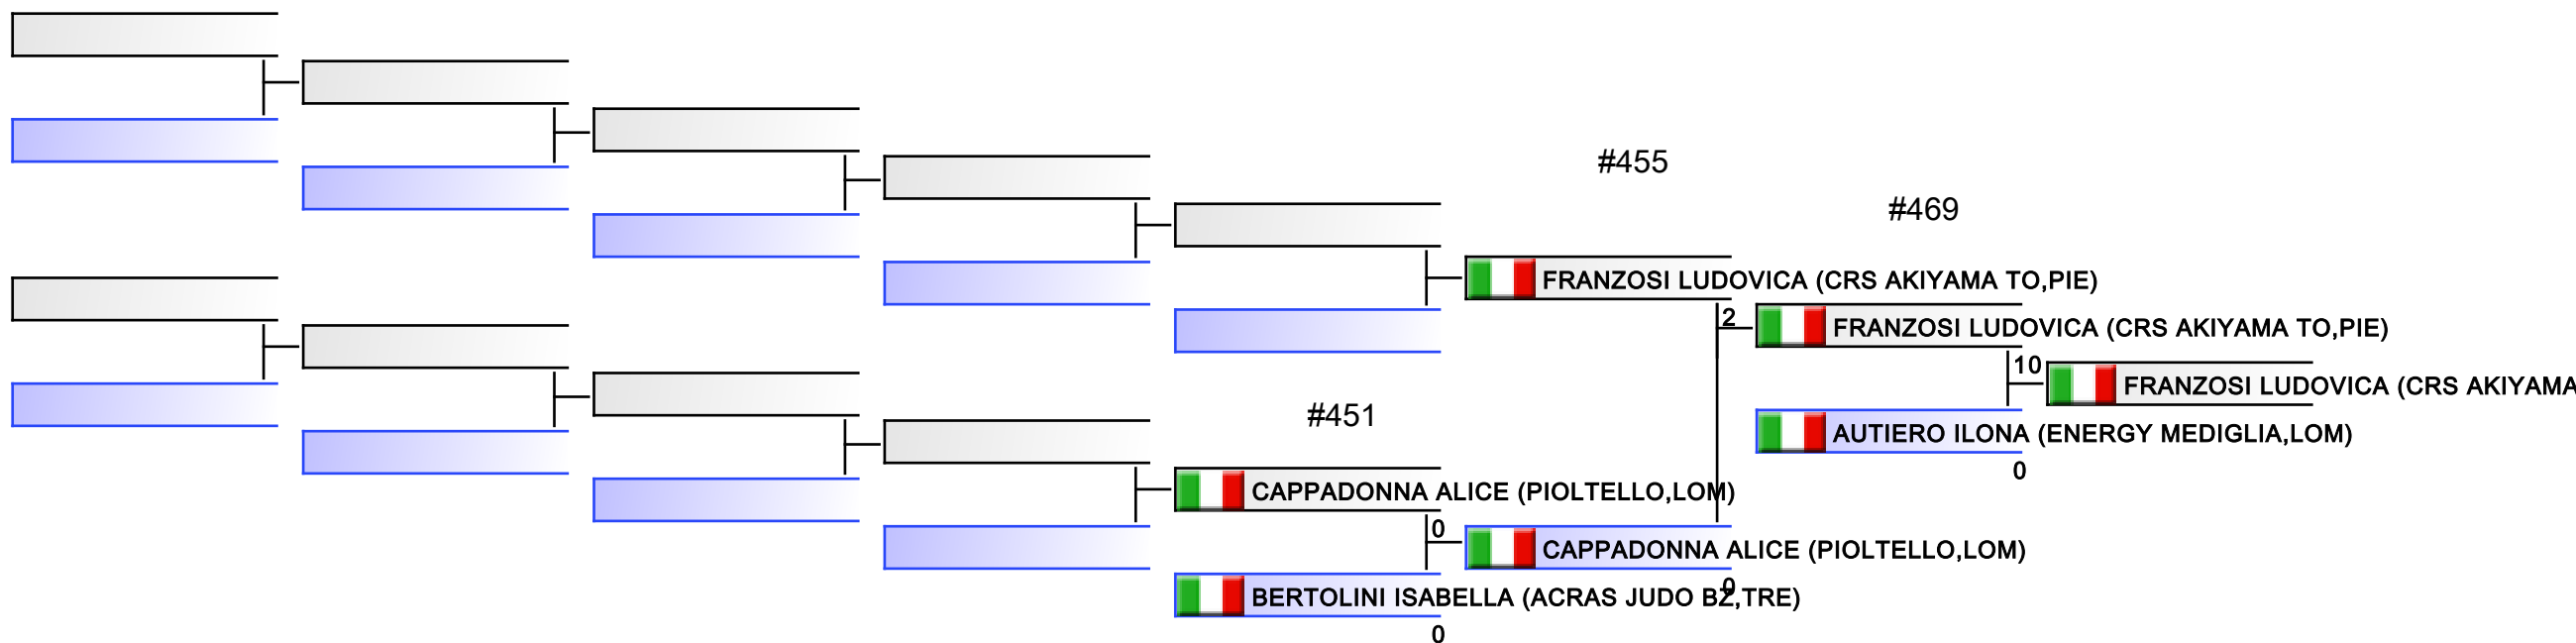 #455
#469
FRANZOSI LUDOVICA (CRS AKIYAMA TO,PIE)
2
FRANZOSI LUDOVICA (CRS AKIYAMA TO,PIE)
10
FRANZOSI LUDOVICA (CRS AKIYAMA
#451
AUTIERO ILONA (ENERGY MEDIGLIA,LOM)
0
CAPPADONNA ALICE (PIOLTELLO,LOM)
0
CAPPADONNA ALICE (PIOLTELLO,LOM)
0
BERTOLINI ISABELLA (ACRAS JUDO BZ,TRE)
0